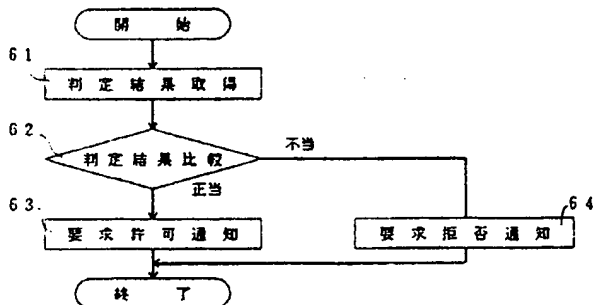 開始
61
判定結果取得
62
判定結果比較
不当
正当
63
要求許可通知
64
要求拒否通知
終了